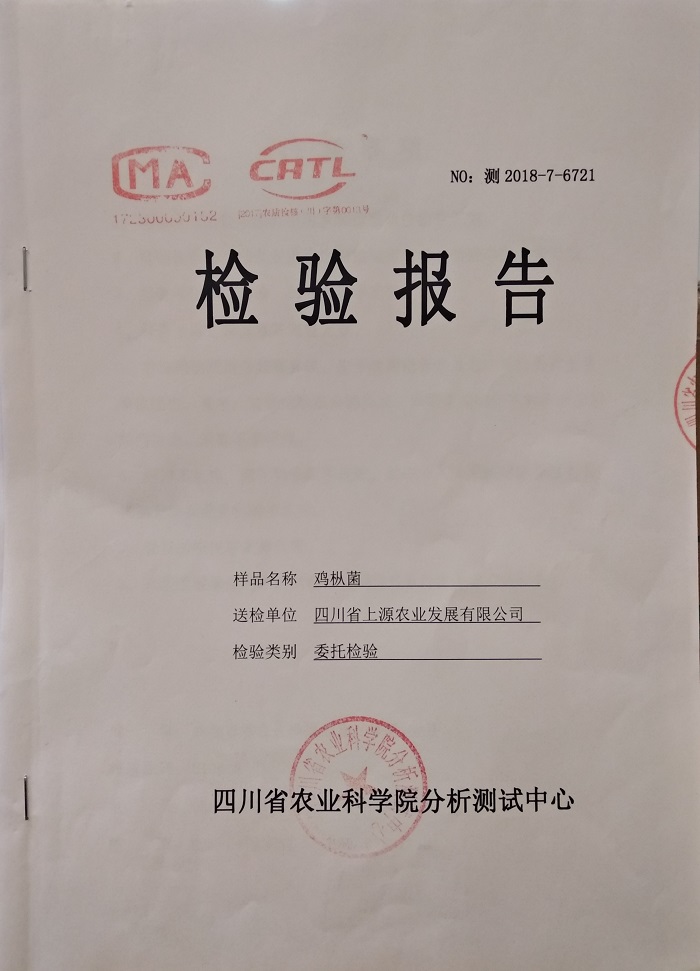 CMA
CATL
NO：测 2018-7-6721
检验报告
样品名称 鸡枞菌
送检单位 四川省上源农业发展有限公司
检验类别 委托检验
四川省农业科学院分析测试中心